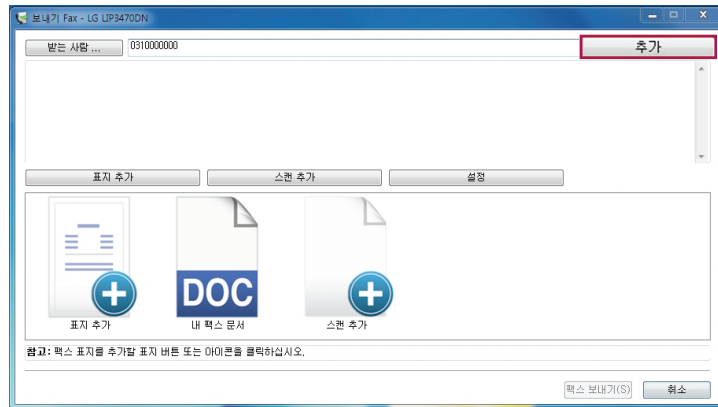 보내기 Fax - LG LIP3470DN
받는 사람 ...
0310000000
추가
표지 추가
스캔 추가
설정
DOC
표지 추가
내 팩스 문서
스캔 추가
참고: 팩스 표지를 추가할 표지 버튼 또는 아이콘을 클릭하십시오.
팩스 보내기(S)
취소